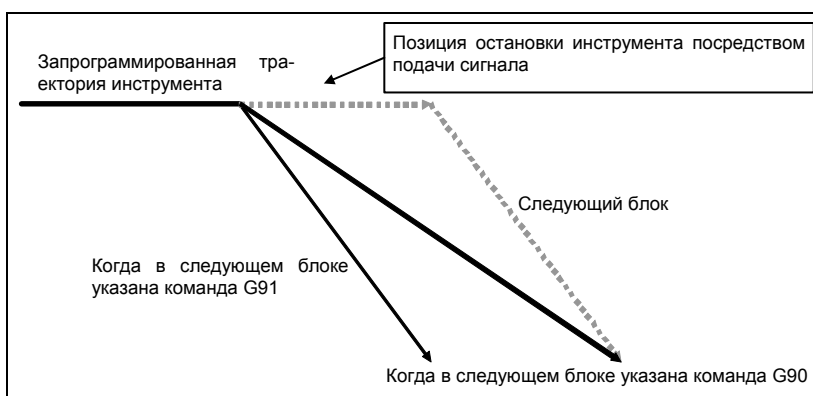 Запрограммированная тра-
ектория инструмента
Позиция остановки инструмента посредством
подачи сигнала
Следующий блок
Когда в следующем блоке
указана команда G91
Когда в следующем блоке указана команда G90